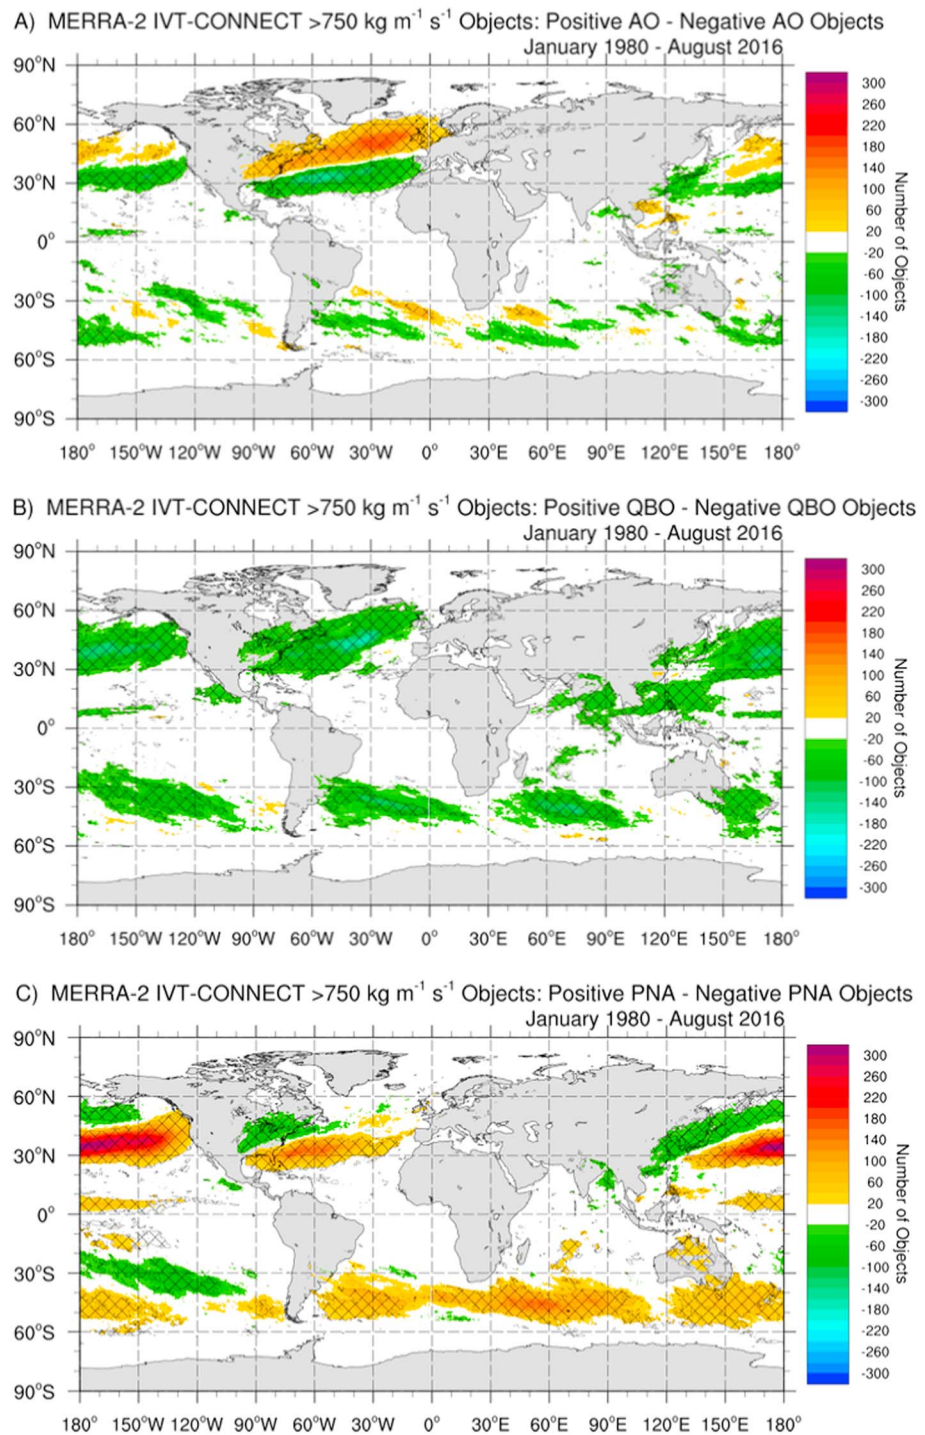 A) MERRA-2 IVT-CONNECT >750 kg m⁻¹ s⁻¹ Objects: Positive AO - Negative AO Objects
January 1980 - August 2016
90°N
60°N
30°N
0°
30°S
60°S
90°S
180° 150°W 120°W 90°W 60°W 30°W 0° 30°E 60°E 90°E 120°E 150°E 180°
300
260
220
180
140
100
60
20
-20
-60
-100
-140
-180
-220
-260
-300
Number of Objects
B) MERRA-2 IVT-CONNECT >750 kg m⁻¹ s⁻¹ Objects: Positive QBO - Negative QBO Objects
January 1980 - August 2016
90°N
60°N
30°N
0°
30°S
60°S
90°S
180° 150°W 120°W 90°W 60°W 30°W 0° 30°E 60°E 90°E 120°E 150°E 180°
300
260
220
180
140
100
60
20
-20
-60
-100
-140
-180
-220
-260
-300
Number of Objects
C) MERRA-2 IVT-CONNECT >750 kg m⁻¹ s⁻¹ Objects: Positive PNA - Negative PNA Objects
January 1980 - August 2016
90°N
60°N
30°N
0°
30°S
60°S
90°S
180° 150°W 120°W 90°W 60°W 30°W 0° 30°E 60°E 90°E 120°E 150°E 180°
300
260
220
180
140
100
60
20
-20
-60
-100
-140
-180
-220
-260
-300
Number of Objects